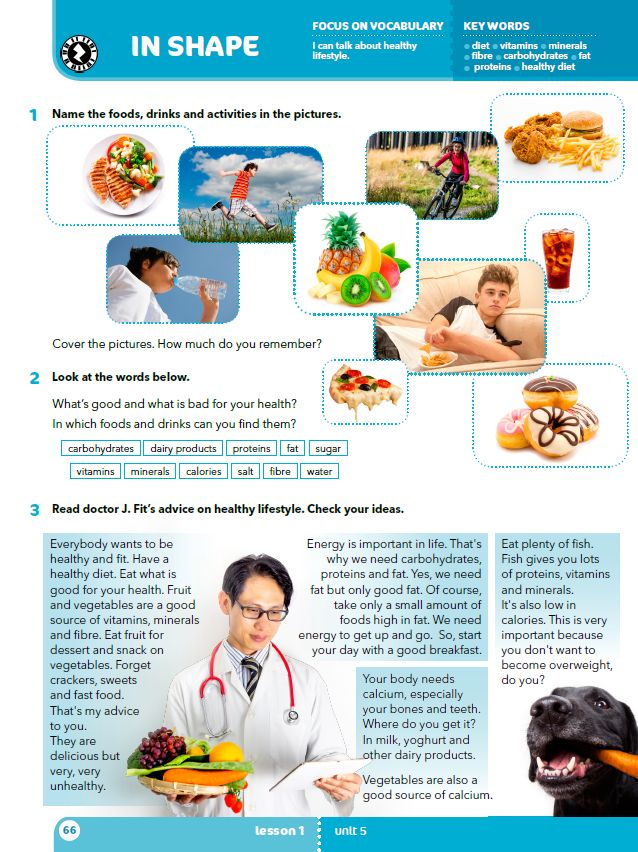 IN SHAPE
FOCUS ON VOCABULARY
I can talk about healthy
lifestyle.
KEY WORDS
diet vitamins minerals
fibre carbohydrates fat
proteins healthy diet
1 Name the foods, drinks and activities in the pictures.
Cover the pictures. How much do you remember?
2 Look at the words below.
What's good and what is bad for your health?
In which foods and drinks can you find them?
carbohydrates dairy products proteins fat sugar
vitamins minerals calories salt fibre water
3 Read doctor J. Fit's advice on healthy lifestyle. Check your ideas.
Everybody wants to be
healthy and fit. Have a
healthy diet. Eat what is
good for your health. Fruit
and vegetables are a good
source of vitamins, minerals
and fibre. Eat fruit for
dessert and snack on
vegetables. Forget
crackers, sweets
and fast food.
That's my advice
to you.
They are
delicious but
very, very
unhealthy.
Energy is important in life. That's
why we need carbohydrates,
proteins and fat. Yes, we need
fat but only good fat. Of course,
take only a small amount of
foods high in fat. We need
energy to get up and go. So, start
your day with a good breakfast.
Your body needs
calcium, especially
your bones and teeth.
Where do you get it?
In milk, yoghurt and
other dairy products.
Vegetables are also a
good source of calcium.
Eat plenty of fish.
Fish gives you lots
of proteins, vitamins
and minerals.
It's also low in
calories. This is very
important because
you don't want to
become overweight,
do you?
66
lesson 1
unit 5